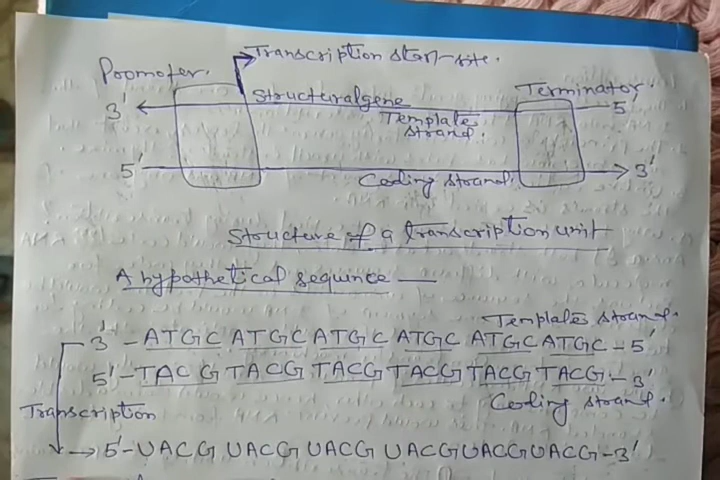 Transcription start-site.
Promoter.
Terminator.
Structural gene
3' 5
Template
strand.
5' 3'
Coding strand.
Structure of a transcription unit
A hypothetical sequince —
Template strand.
3' - ATGC ATGC ATGC ATGC ATGC ATGC - 5'
5' - TACG TACG TACG TACG TACG TACG - 3'
Coding strand.
Transcription
5' - UACG UACG UACG UACG UACG UACG - 3'